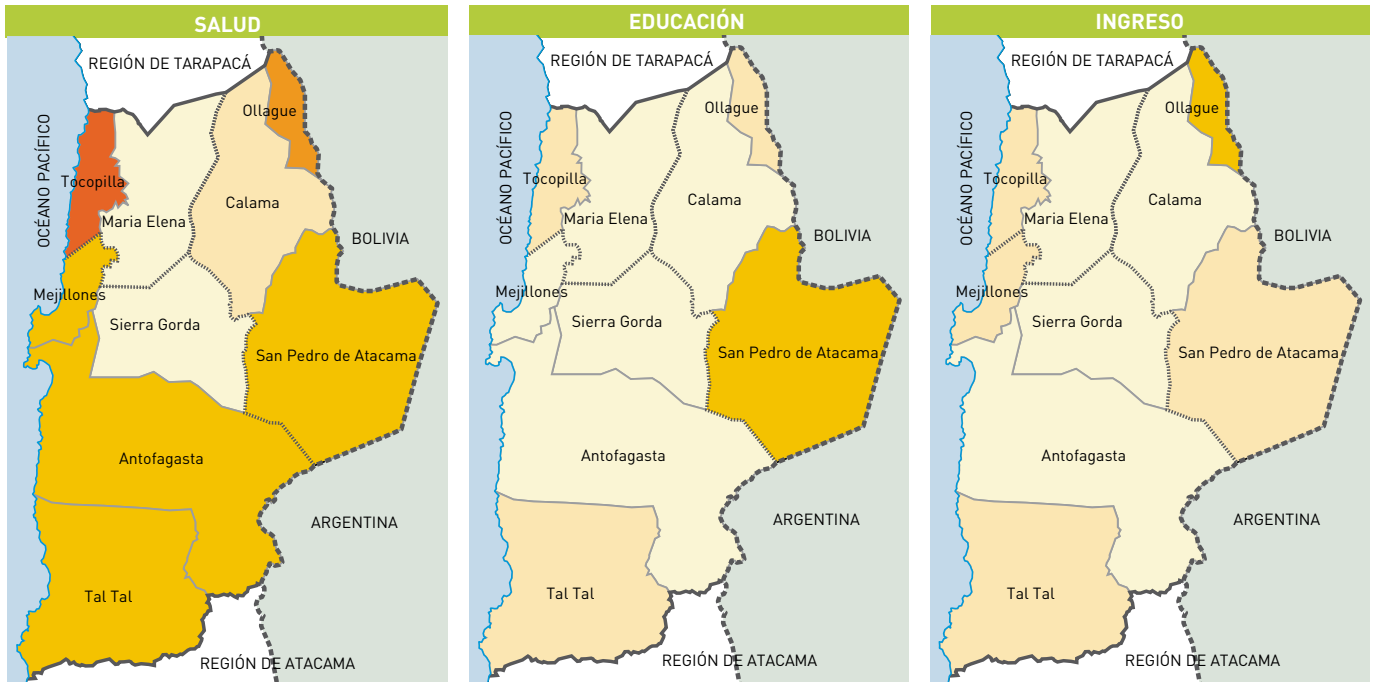 SALUD
REGIÓN DE TARAPACÁ
OCÉANO PACÍFICO
Ollague
Tocopilla
Maria Elena
Calama
BOLIVIA
Mejillones
Sierra Gorda
San Pedro de Atacama
Antofagasta
ARGENTINA
Tal Tal
REGIÓN DE ATACAMA
EDUCACIÓN
REGIÓN DE TARAPACÁ
OCÉANO PACÍFICO
Ollague
Tocopilla
Maria Elena
Calama
BOLIVIA
Mejillones
Sierra Gorda
San Pedro de Atacama
Antofagasta
ARGENTINA
Tal Tal
REGIÓN DE ATACAMA
INGRESO
REGIÓN DE TARAPACÁ
OCÉANO PACÍFICO
Ollague
Tocopilla
Maria Elena
Calama
BOLIVIA
Mejillones
Sierra Gorda
San Pedro de Atacama
Antofagasta
ARGENTINA
Tal Tal
REGIÓN DE ATACAMA